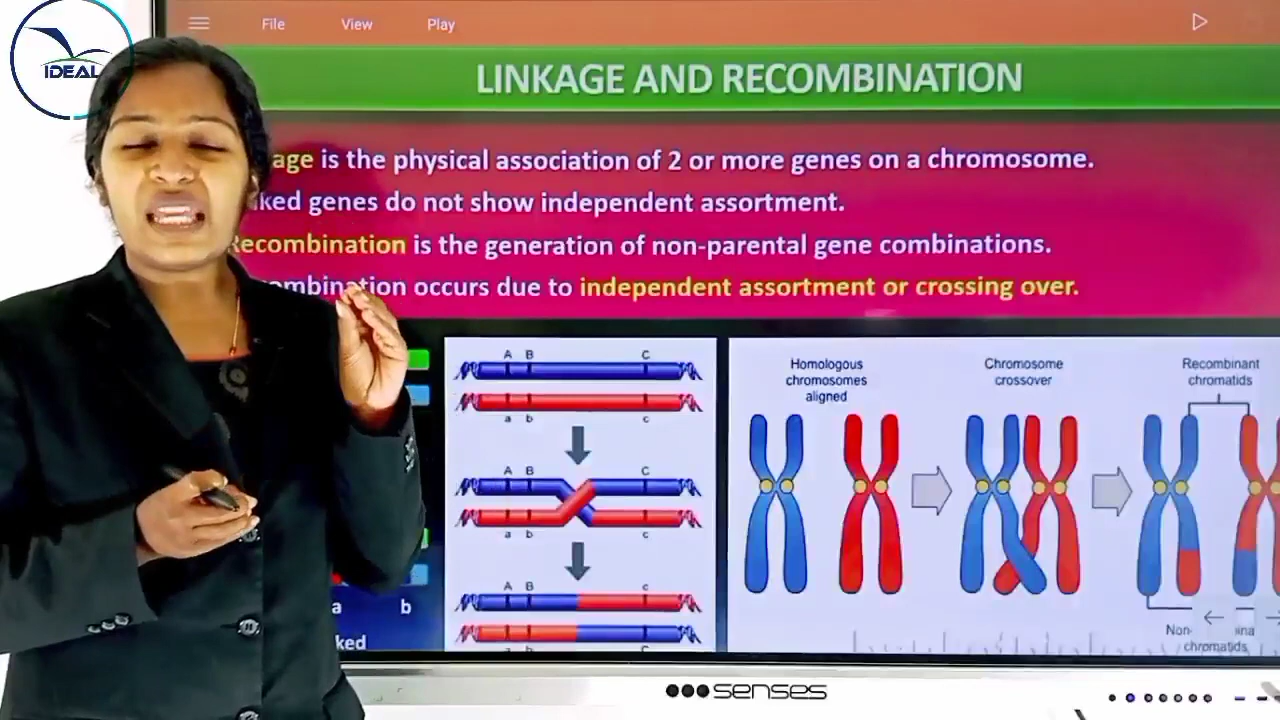 IDEAL
File View Play
LINKAGE AND RECOMBINATION
age is the physical association of 2 or more genes on a chromosome.
ked genes do not show independent assortment.
Recombination is the generation of non-parental gene combinations.
ombination occurs due to independent assortment or crossing over.
A B C
a b c
A B C
a b c
A B c
a b
Homologous
chromosomes
aligned
Chromosome
crossover
Recombinant
chromatids
Non-
chromatids
a b
ked
senses